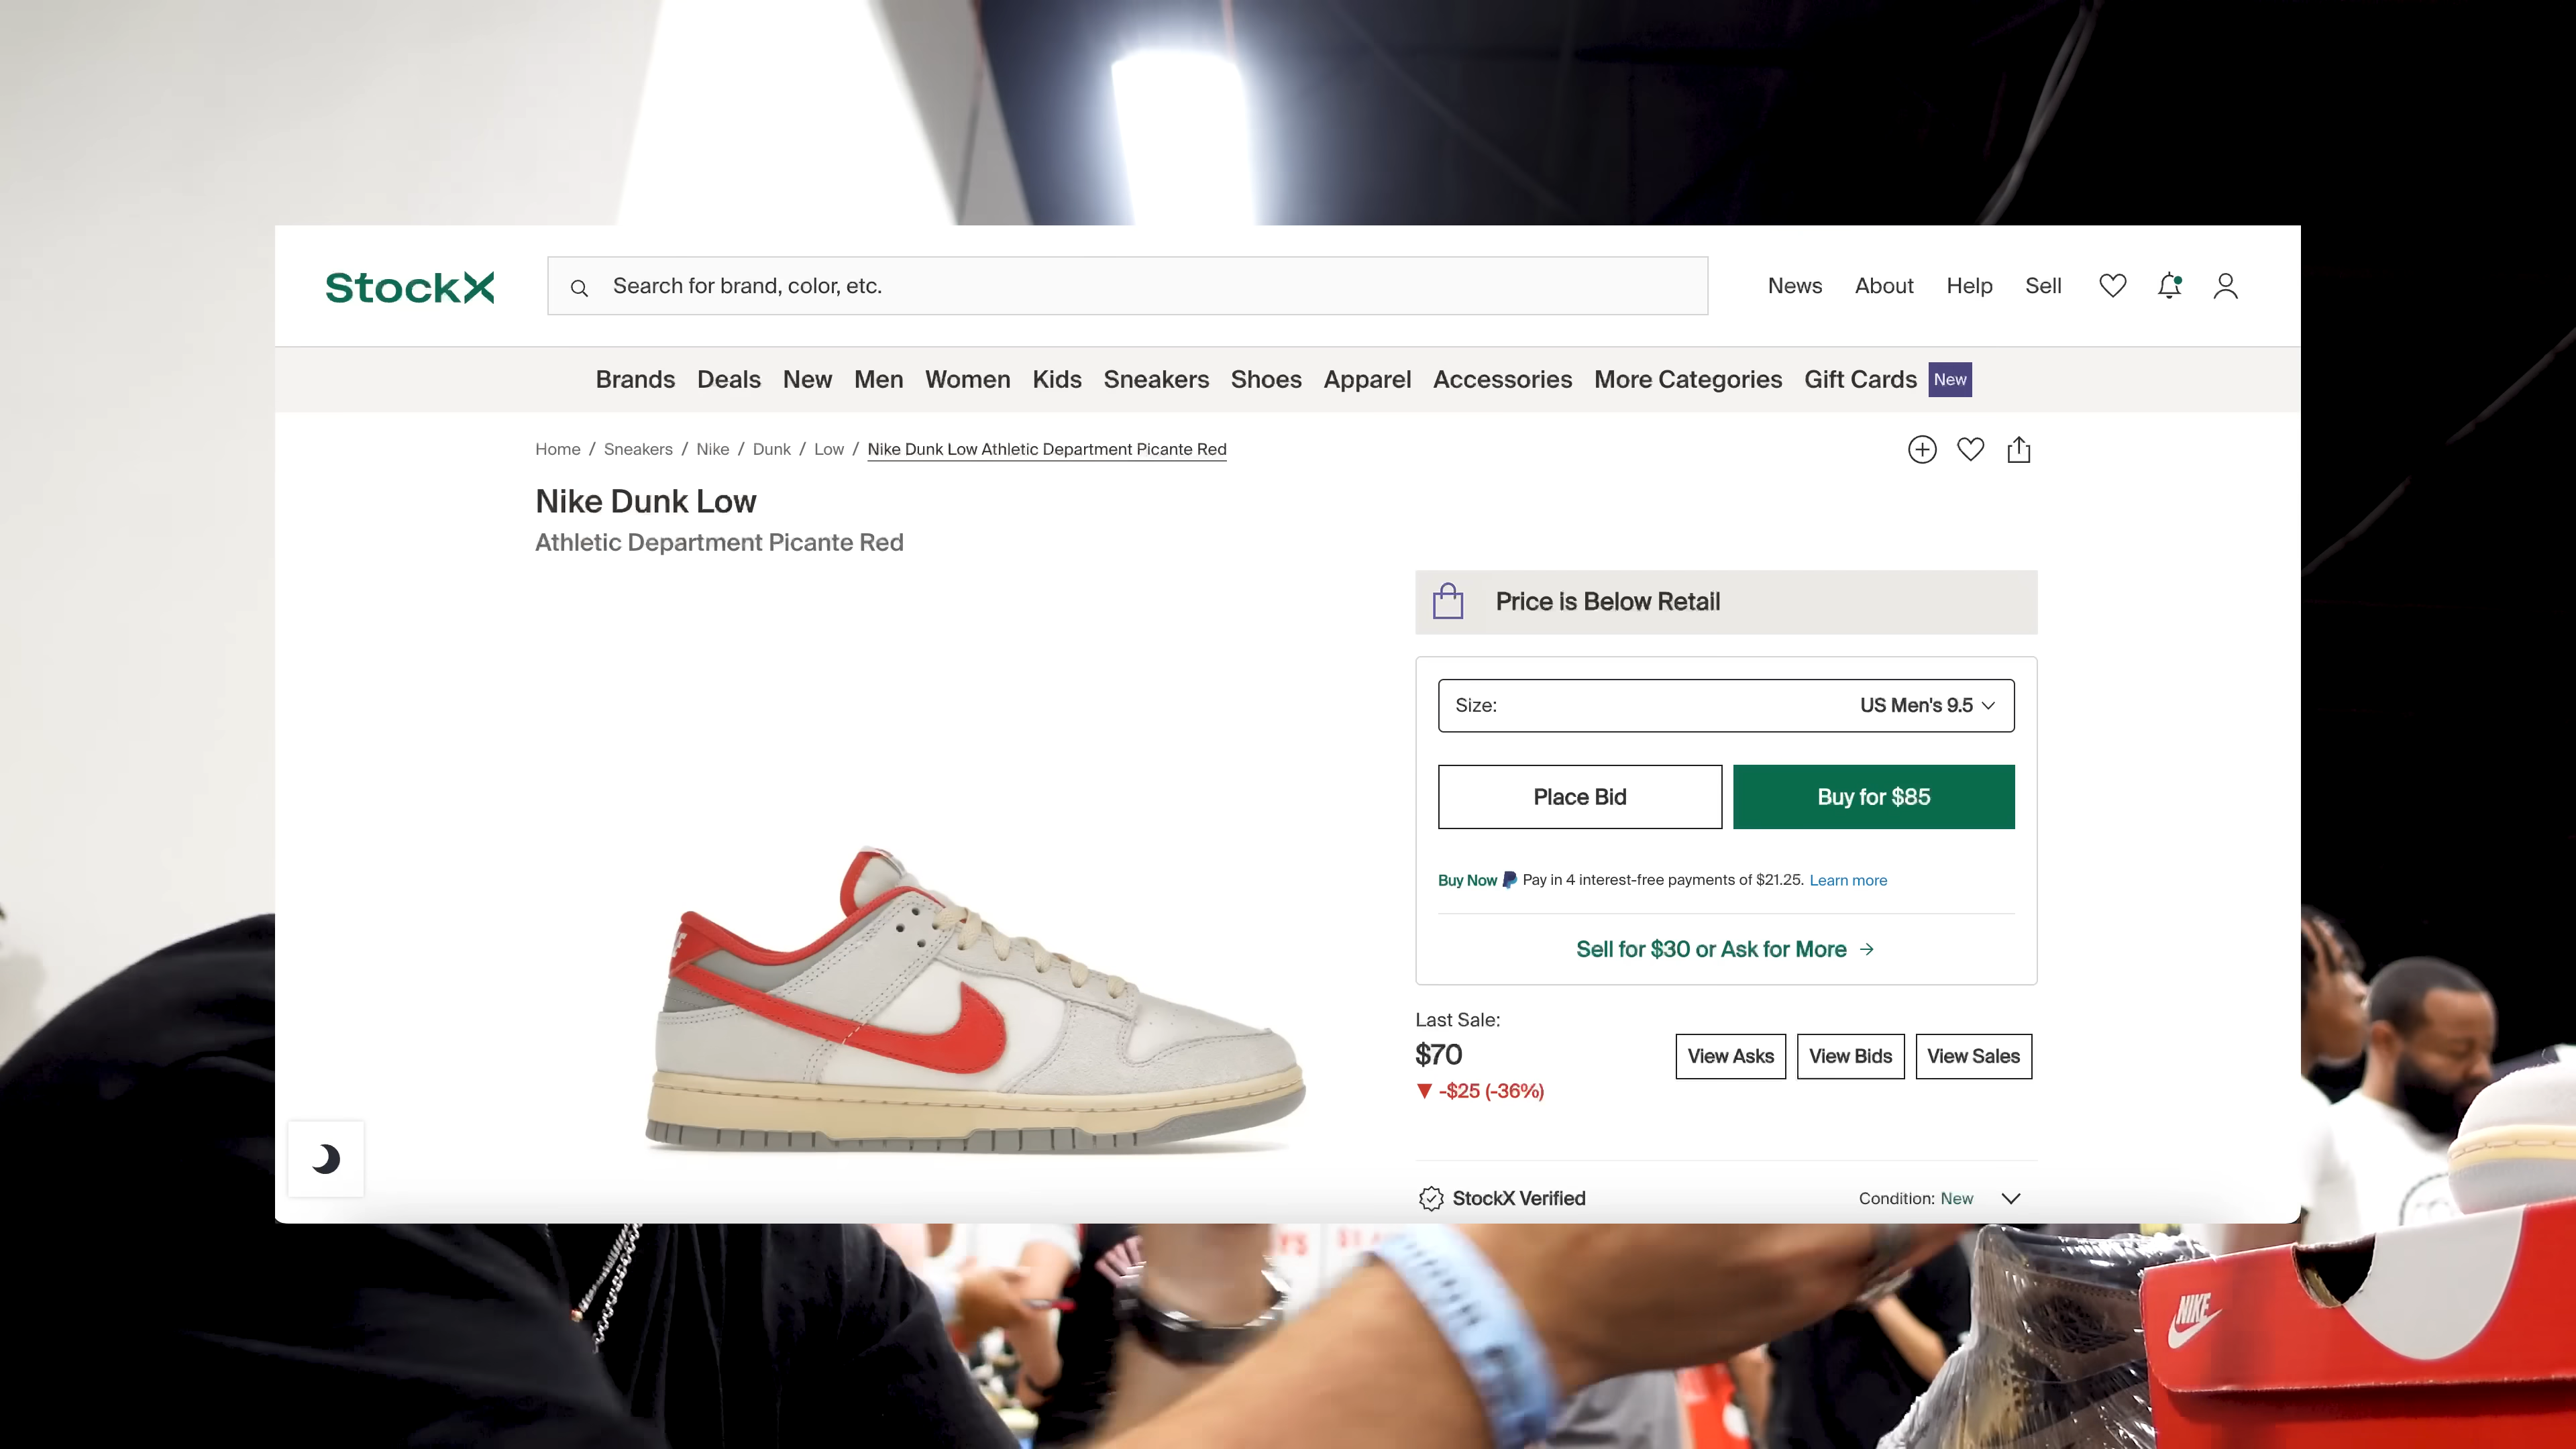 StockX
Search for brand, color, etc.
News About Help Sell
Brands Deals New Men Women Kids Sneakers Shoes Apparel Accessories More Categories Gift Cards New
Home / Sneakers / Nike / Dunk / Low / Nike Dunk Low Athletic Department Picante Red
Nike Dunk Low
Athletic Department Picante Red
Price is Below Retail
Size: US Men's 9.5
Place Bid Buy for $85
Buy Now Pay in 4 interest-free payments of $21.25. Learn more
Sell for $30 or Ask for More →
Last Sale:
$70
▼ -$25 (-36%)
View Asks View Bids View Sales
StockX Verified Condition: New
NIKE